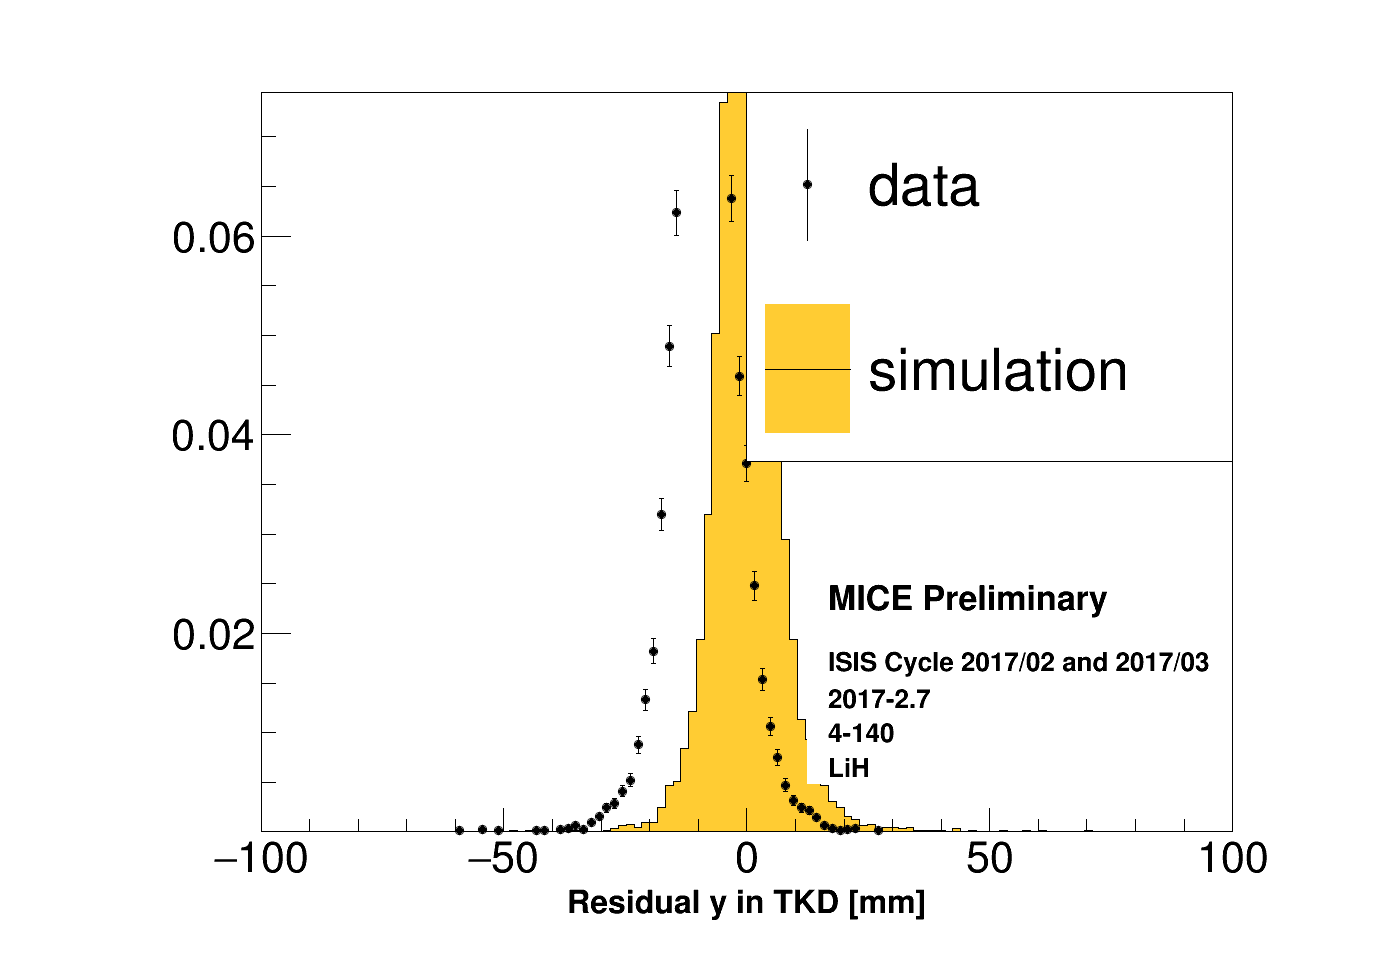 data
0.06
simulation
0.04
MICE Preliminary
0.02
ISIS Cycle 2017/02 and 2017/03
2017-2.7
4-140
LiH
−100 −50 0 50 100
Residual y in TKD [mm]